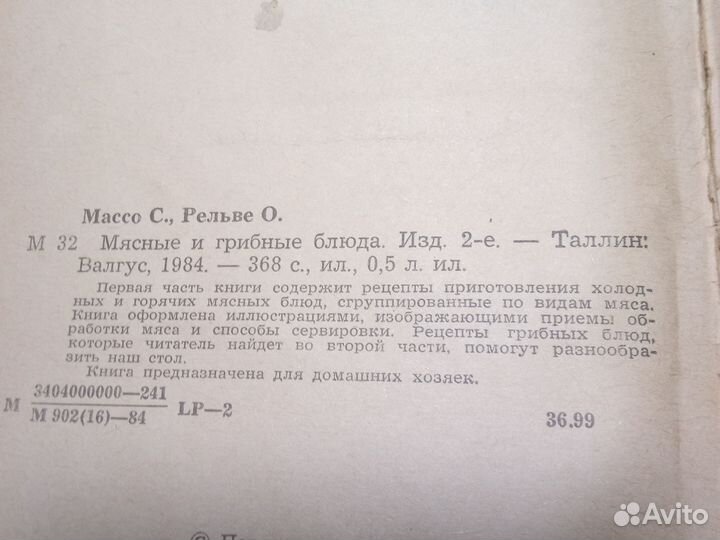 Массо С., Рельве О.
М 32 Мясные и грибные блюда. Изд. 2-е. — Таллин:
Валгус, 1984. — 368 с., ил., 0,5 л. ил.
Первая часть книги содержит рецепты приготовления холод-
ных и горячих мясных блюд, сгруппированные по видам мяса.
Книга оформлена иллюстрациями, изображающими приемы об-
работки мяса и способы сервировки. Рецепты грибных блюд,
которые читатель найдет во второй части, помогут разнообра-
зить наш стол.
Книга предназначена для домашних хозяек.
3404000000—241
М
М 902(16)—84
LP—2
36.99
©
Avito